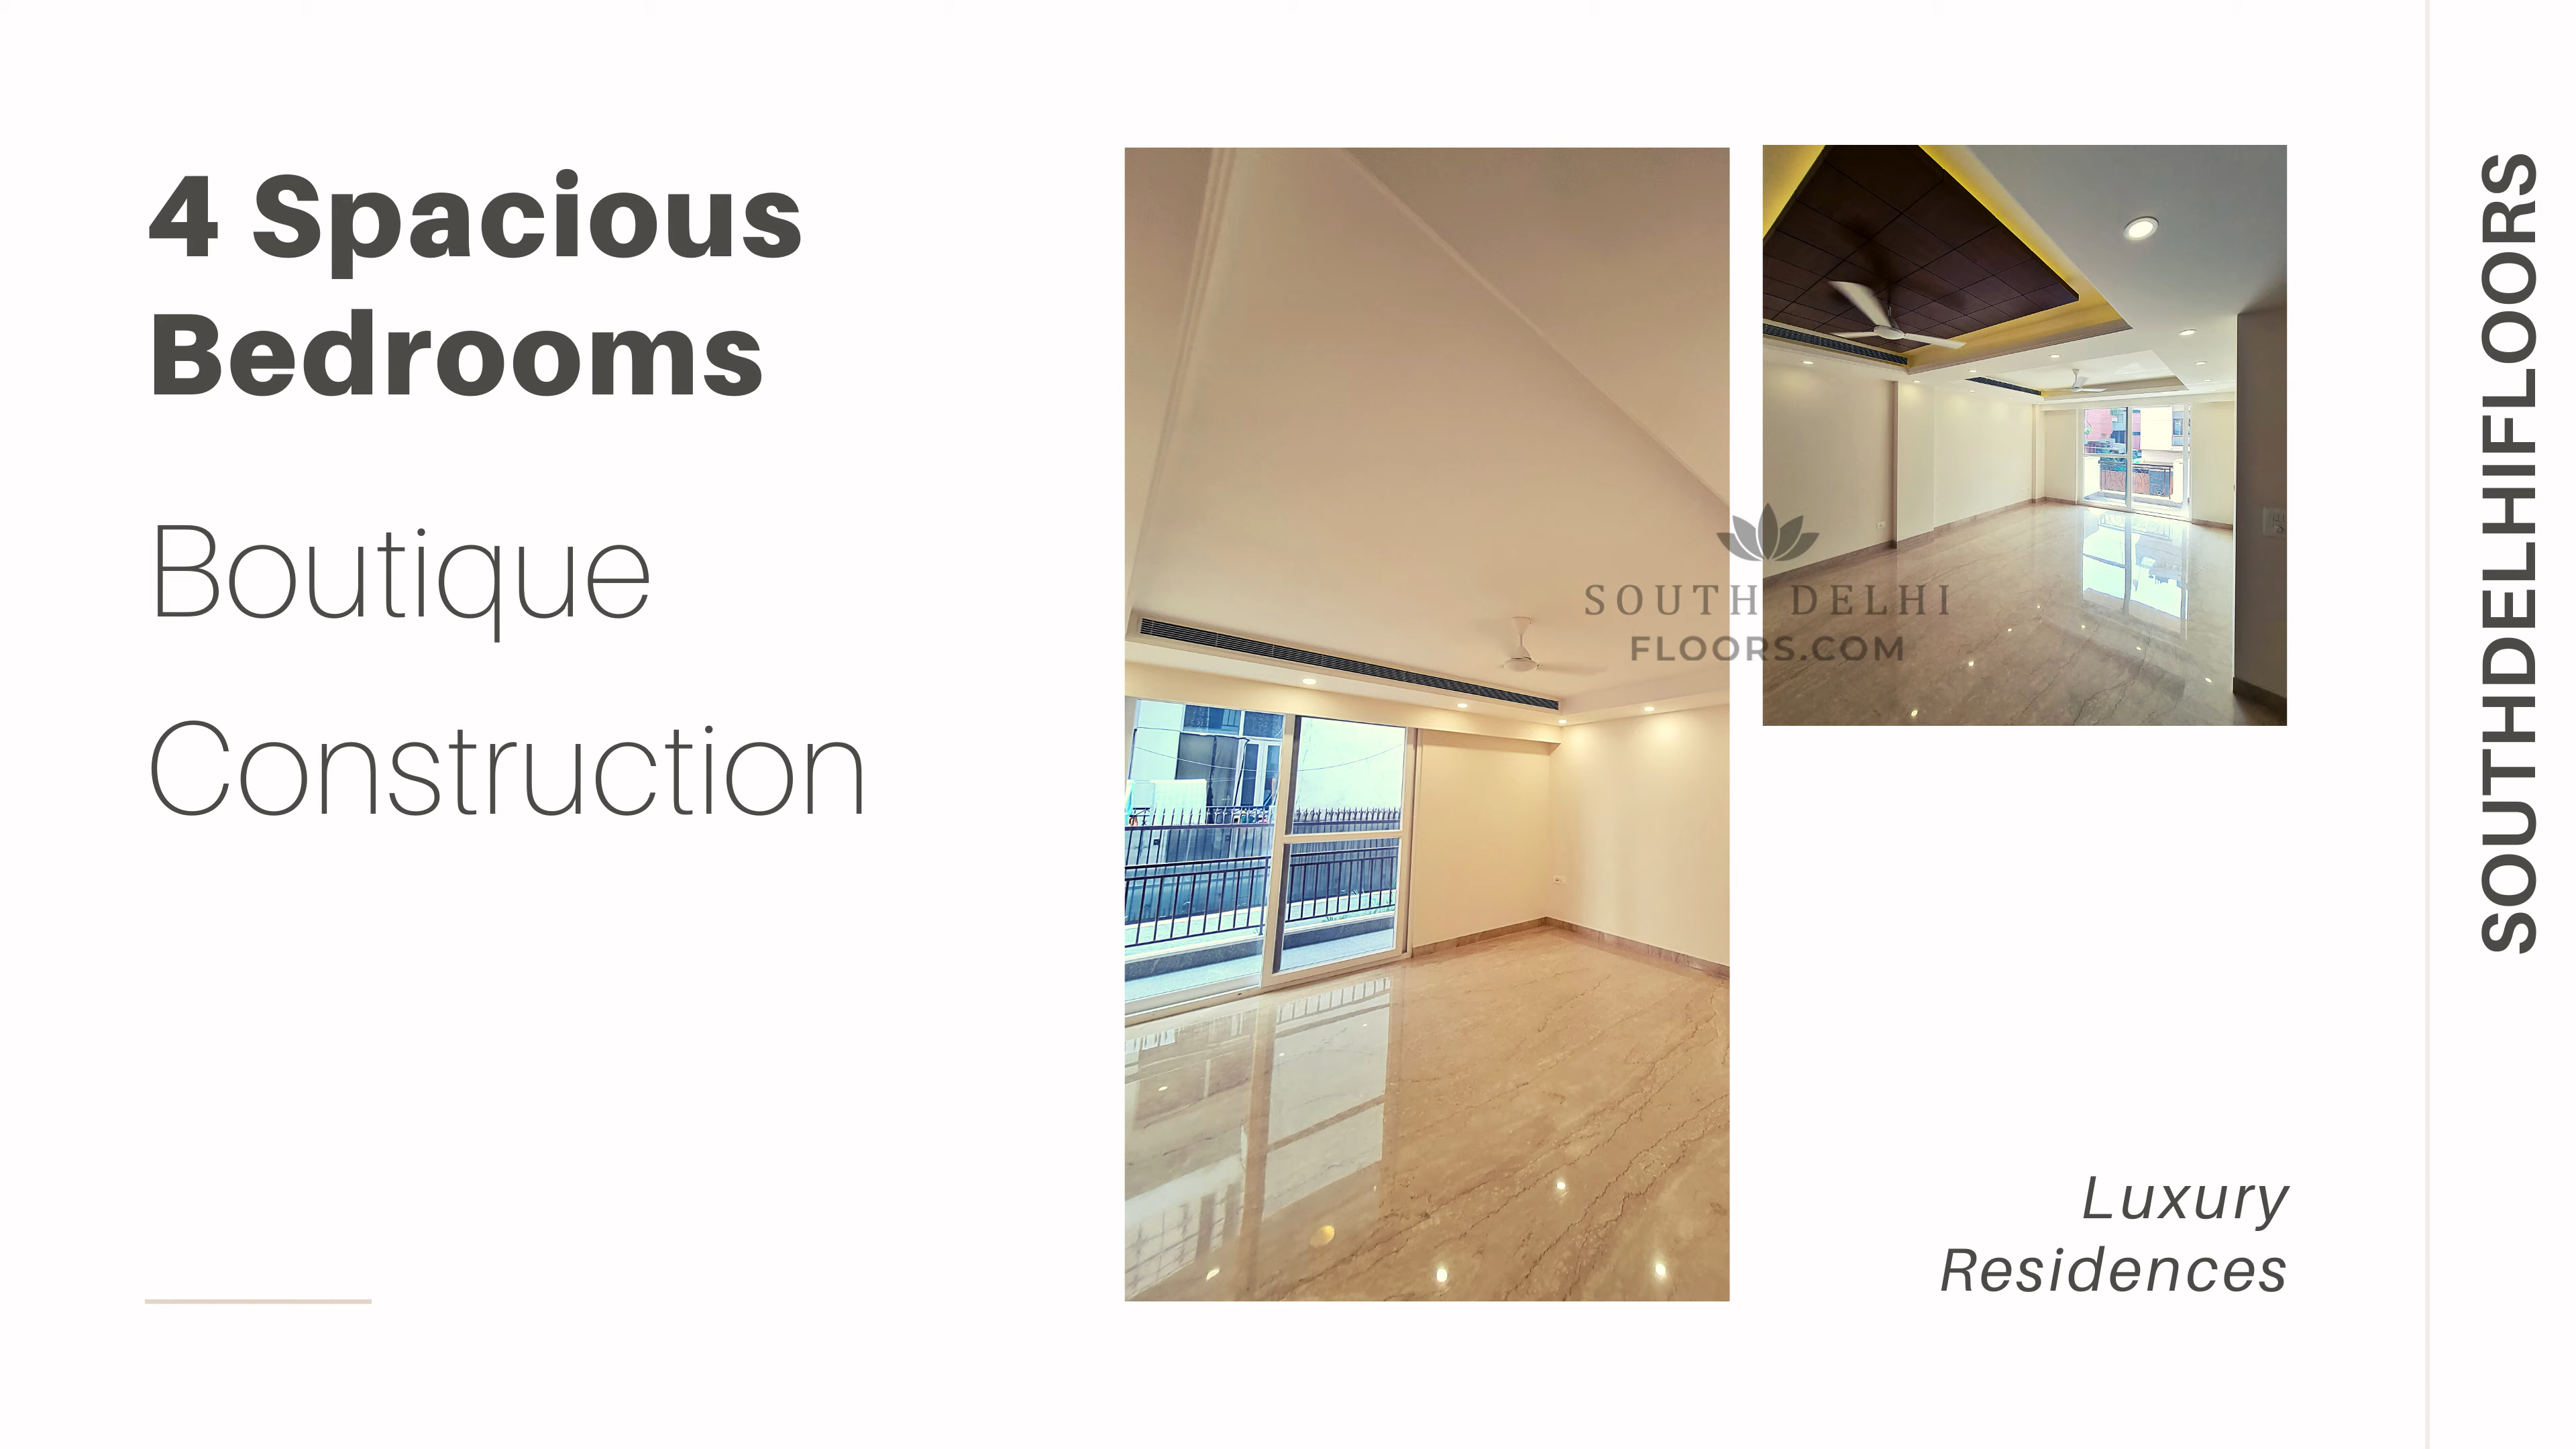 4 Spacious
Bedrooms
Boutique
Construction
SOUTH DELHI
FLOORS.COM
Luxury
Residences
SOUTHDELHIFLOORS